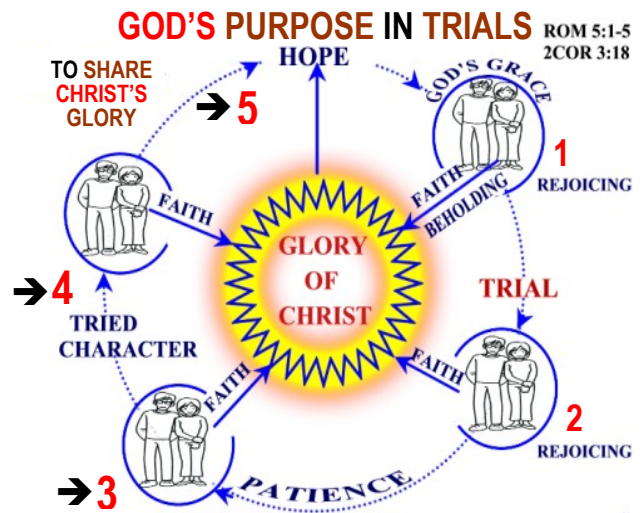 GOD'S PURPOSE IN TRIALS
ROM 5:1-5
2COR 3:18
HOPE
TO SHARE
CHRIST'S
GLORY
➔ 5
GOD'S GRACE
1
REJOICING
FAITH
BEHOLDING
FAITH
GLORY
OF
CHRIST
TRIAL
➔ 4
TRIED
CHARACTER
FAITH
FAITH
2
REJOICING
➔ 3
PATIENCE